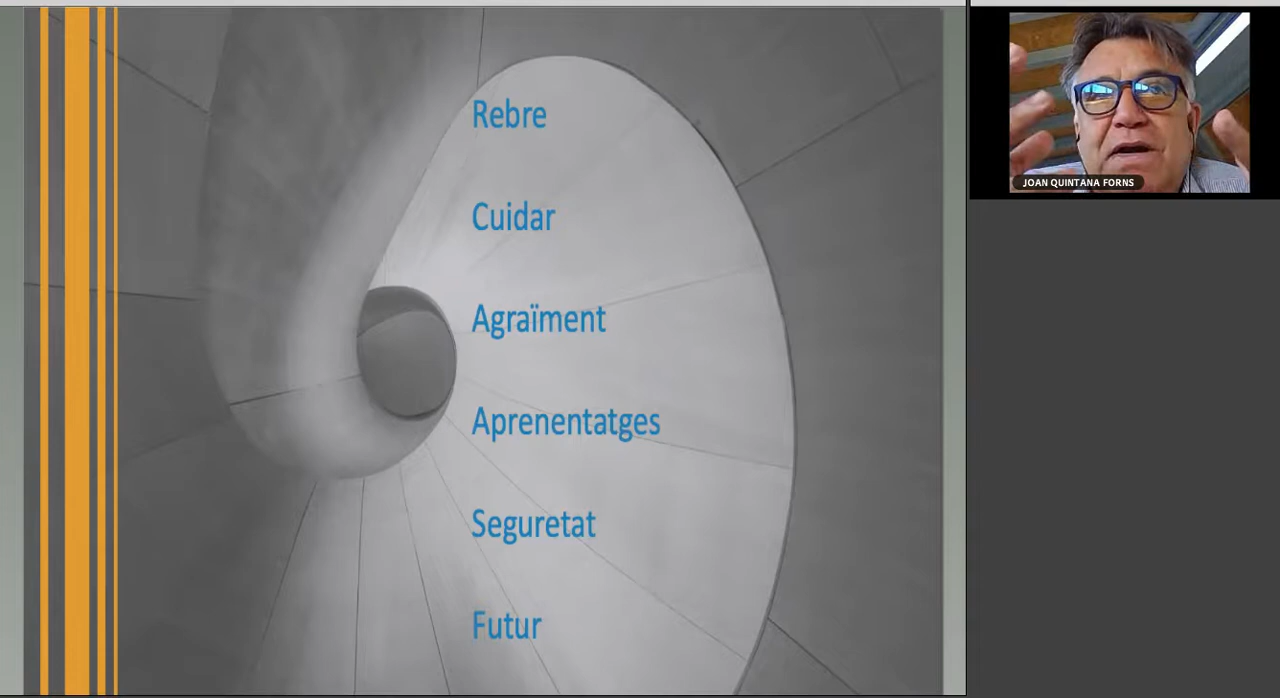 Rebre
Cuidar
Agraïment
Aprenentatges
Seguretat
Futur
JOAN QUINTANA FORNS